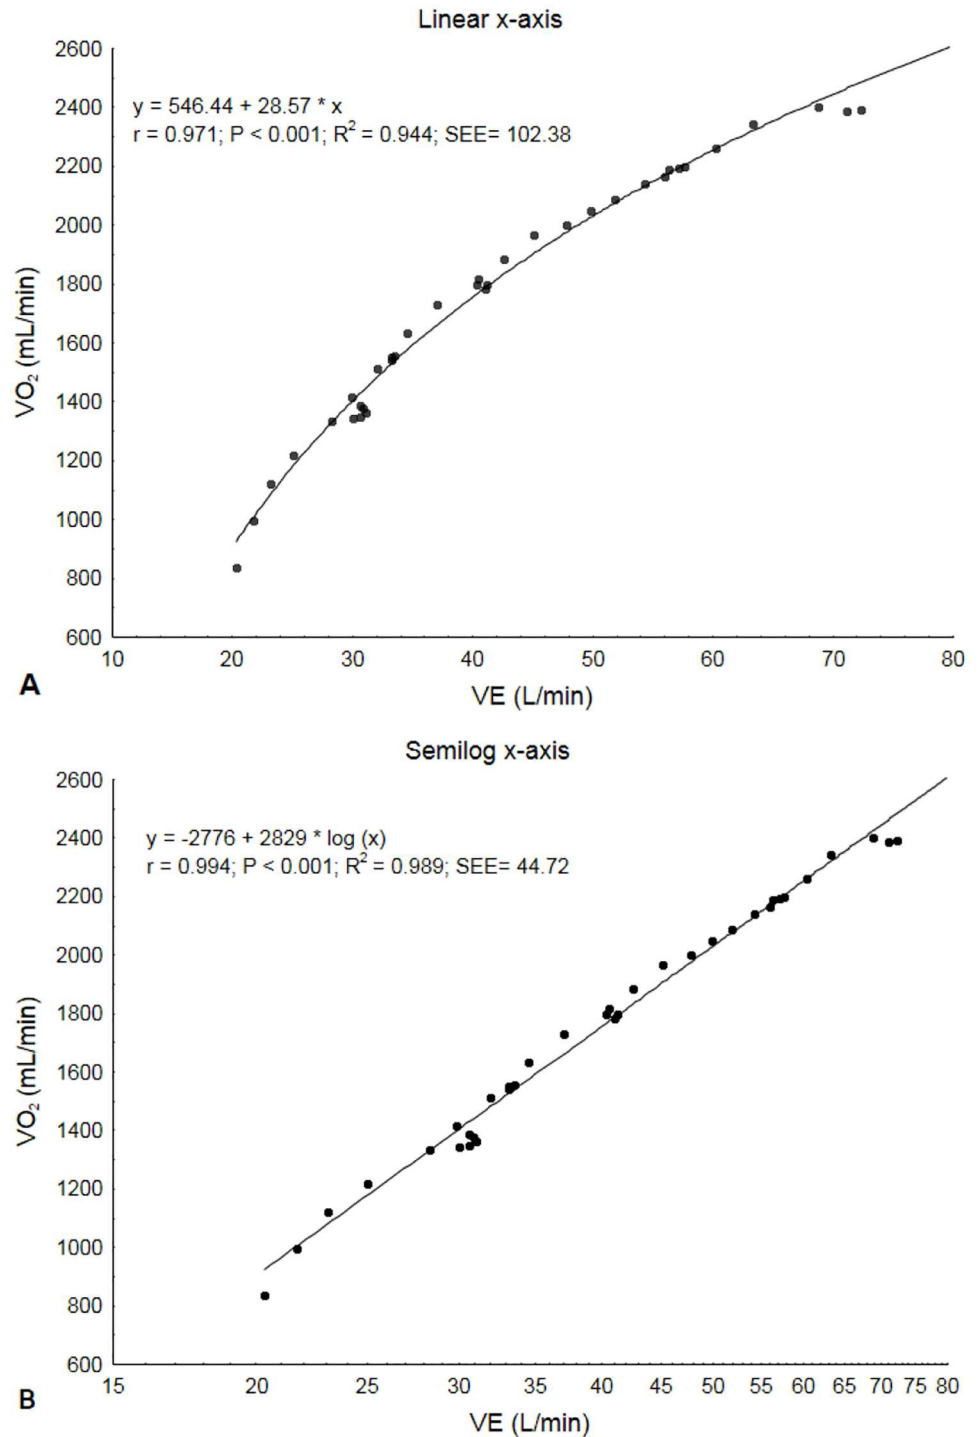 Linear x-axis
2600
y = 546.44 + 28.57 * x
r = 0.971; P < 0.001; R² = 0.944; SEE= 102.38
2400
2200
2000
1800
1600
1400
1200
1000
800
600
VO₂ (mL/min)
10 20 30 40 50 60 70 80
VE (L/min)
A
Semilog x-axis
2600
y = -2776 + 2829 * log (x)
r = 0.994; P < 0.001; R² = 0.989; SEE= 44.72
2400
2200
2000
1800
1600
1400
1200
1000
800
600
VO₂ (mL/min)
15 20 25 30 35 40 45 50 55 60 65 70 75 80
VE (L/min)
B